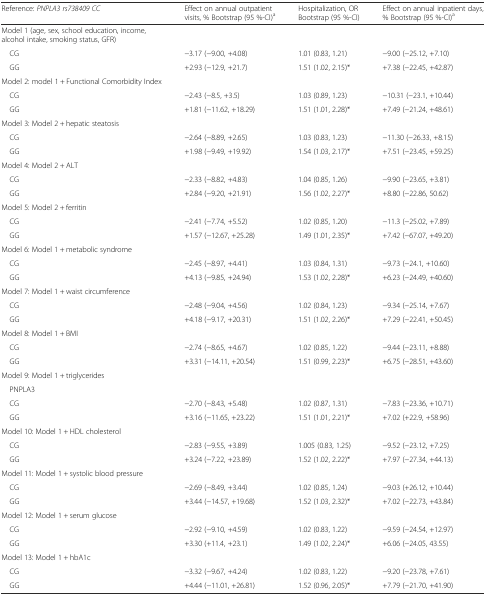 Reference: PNPLA3 rs738409 CC | Effect on annual outpatient visits, % Bootstrap (95 %-CI)a | Hospitalization, OR Bootstrap (95 %-CI) | Effect on annual inpatient days, % Bootstrap (95 %-CI)a
Model 1 (age, sex, school education, income, alcohol intake, smoking status, GFR)
CG −3.17 (−9.00, +4.08) 1.01 (0.83, 1.21) −9.00 (−25.12, +7.10)
GG +2.93 (−12.9, +21.7) 1.51 (1.02, 2.15)* +7.38 (−22.45, +42.87)
Model 2: model 1 + Functional Comorbidity Index
CG −2.43 (−8.5, +3.5) 1.03 (0.89, 1.23) −10.31 (−23.1, +10.44)
GG +1.81 (−11.62, +18.29) 1.51 (1.01, 2.28)* +7.49 (−21.24, +48.61)
Model 3: Model 2 + hepatic steatosis
CG −2.64 (−8.89, +2.65) 1.03 (0.83, 1.23) −11.30 (−26.33, +8.15)
GG +1.98 (−9.49, +19.92) 1.54 (1.03, 2.17)* +7.51 (−23.45, +59.25)
Model 4: Model 2 + ALT
CG −2.33 (−8.82, +4.83) 1.04 (0.85, 1.26) −9.90 (−23.65, +3.81)
GG +2.84 (−9.20, +21.91) 1.56 (1.02, 2.27)* +8.80 (−22.86, 50.62)
Model 5: Model 2 + ferritin
CG −2.41 (−7.74, +5.52) 1.02 (0.85, 1.20) −11.3 (−25.02, +7.89)
GG +1.57 (−12.67, +25.28) 1.49 (1.01, 2.35)* +7.42 (−67.07, +49.20)
Model 6: Model 1 + metabolic syndrome
CG −2.45 (−8.97, +4.41) 1.03 (0.84, 1.31) −9.73 (−24.1, +10.60)
GG +4.13 (−9.85, +24.94) 1.53 (1.02, 2.28)* +6.23 (−24.49, +40.60)
Model 7: Model 1 + waist circumference
CG −2.48 (−9.04, +4.56) 1.02 (0.84, 1.23) −9.34 (−25.14, +7.67)
GG +4.18 (−9.17, +20.31) 1.51 (1.02, 2.26)* +7.29 (−22.41, +50.45)
Model 8: Model 1 + BMI
CG −2.74 (−8.65, +4.67) 1.02 (0.85, 1.22) −9.44 (−23.11, +8.88)
GG +3.31 (−14.11, +20.54) 1.51 (0.99, 2.23)* +6.75 (−28.51, +43.60)
Model 9: Model 1 + triglycerides
PNPLA3
CG −2.70 (−8.43, +5.48) 1.02 (0.87, 1.31) −7.83 (−23.36, +10.71)
GG +3.16 (−11.65, +23.22) 1.51 (1.01, 2.21)* +7.02 (+22.9, +58.96)
Model 10: Model 1 + HDL cholesterol
CG −2.83 (−9.55, +3.89) 1.005 (0.83, 1.25) −9.52 (−23.12, +7.25)
GG +3.24 (−7.22, +23.89) 1.52 (1.02, 2.22)* +7.97 (−27.34, +44.13)
Model 11: Model 1 + systolic blood pressure
CG −2.69 (−8.49, +3.44) 1.02 (0.85, 1.24) −9.03 (+26.12, +10.44)
GG +3.44 (−14.57, +19.68) 1.52 (1.03, 2.32)* +7.02 (−22.73, +43.84)
Model 12: Model 1 + serum glucose
CG −2.92 (−9.10, +4.59) 1.02 (0.83, 1.22) −9.59 (−24.54, +12.97)
GG +3.30 (+11.4, +23.1) 1.49 (1.02, 2.24)* +6.06 (−24.05, 43.55)
Model 13: Model 1 + hbA1c
CG −3.32 (−9.67, +4.24) 1.02 (0.83, 1.22) −9.20 (−23.78, +7.61)
GG +4.44 (−11.01, +26.81) 1.52 (0.96, 2.05)* +7.79 (−21.70, +41.90)